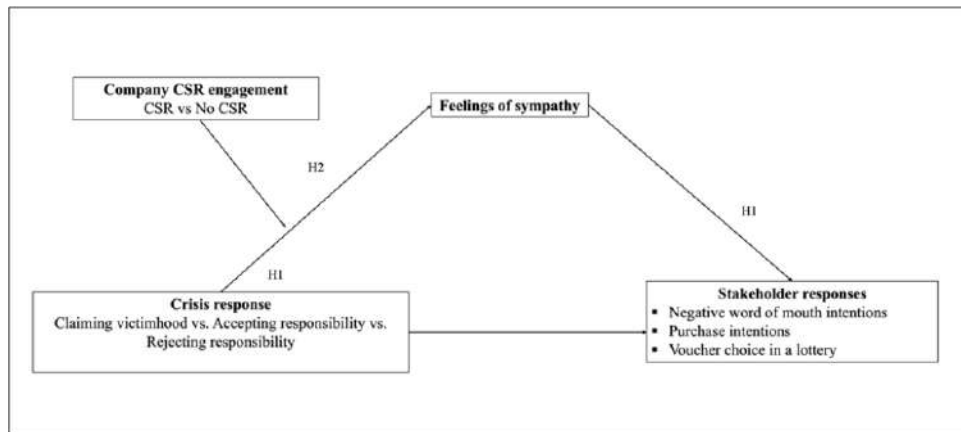 Company CSR engagement
CSR vs No CSR
Feelings of sympathy
H2
H1
H1
Crisis response
Claiming victimhood vs. Accepting responsibility vs.
Rejecting responsibility
Stakeholder responses
▪ Negative word of mouth intentions
▪ Purchase intentions
▪ Voucher choice in a lottery